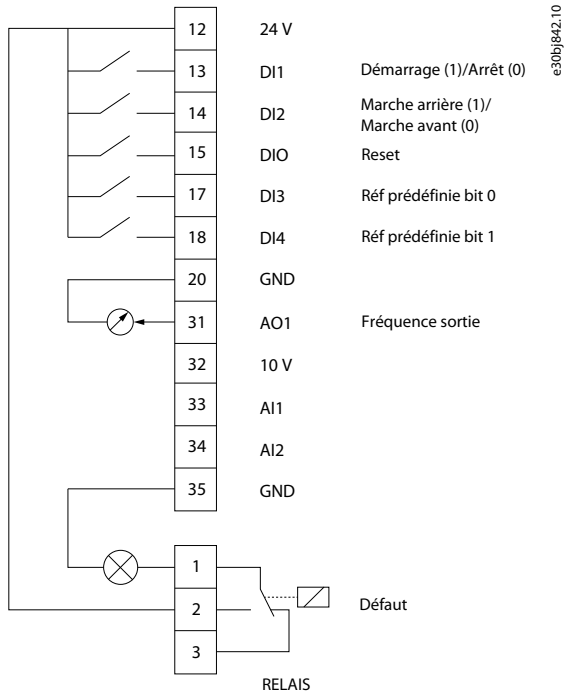 e30bj842.10
12 24 V
13 DI1 Démarrage (1)/Arrêt (0)
14 DI2 Marche arrière (1)/
Marche avant (0)
15 DIO Reset
17 DI3 Réf prédéfinie bit 0
18 DI4 Réf prédéfinie bit 1
20 GND
31 AO1 Fréquence sortie
32 10 V
33 AI1
34 AI2
35 GND
1
2 Défaut
3
RELAIS